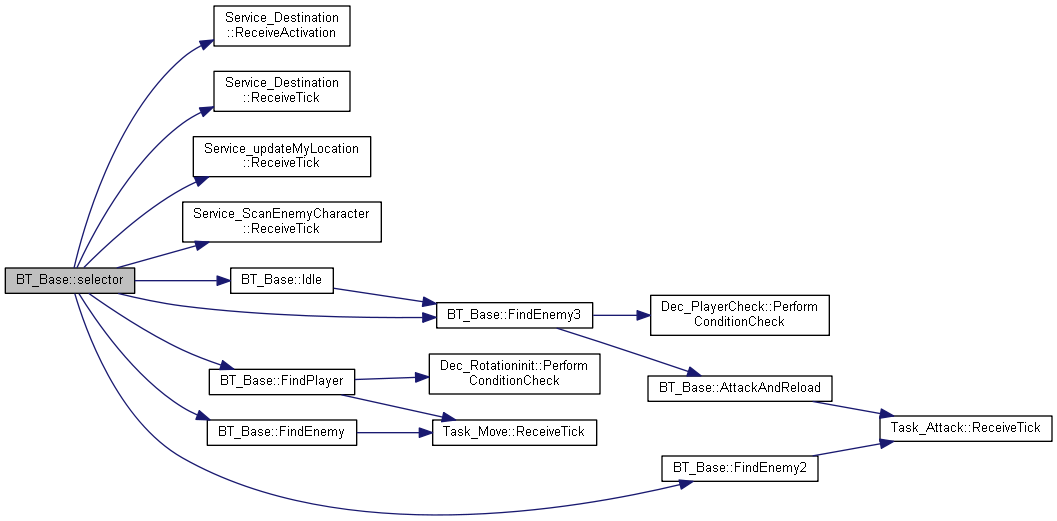 Service_Destination
::ReceiveActivation
Service_Destination
::ReceiveTick
Service_updateMyLocation
::ReceiveTick
Service_ScanEnemyCharacter
::ReceiveTick
BT_Base::selector
BT_Base::Idle
BT_Base::FindEnemy3
Dec_PlayerCheck::Perform
ConditionCheck
BT_Base::FindPlayer
Dec_Rotationinit::Perform
ConditionCheck
BT_Base::AttackAndReload
BT_Base::FindEnemy
Task_Move::ReceiveTick
Task_Attack::ReceiveTick
BT_Base::FindEnemy2